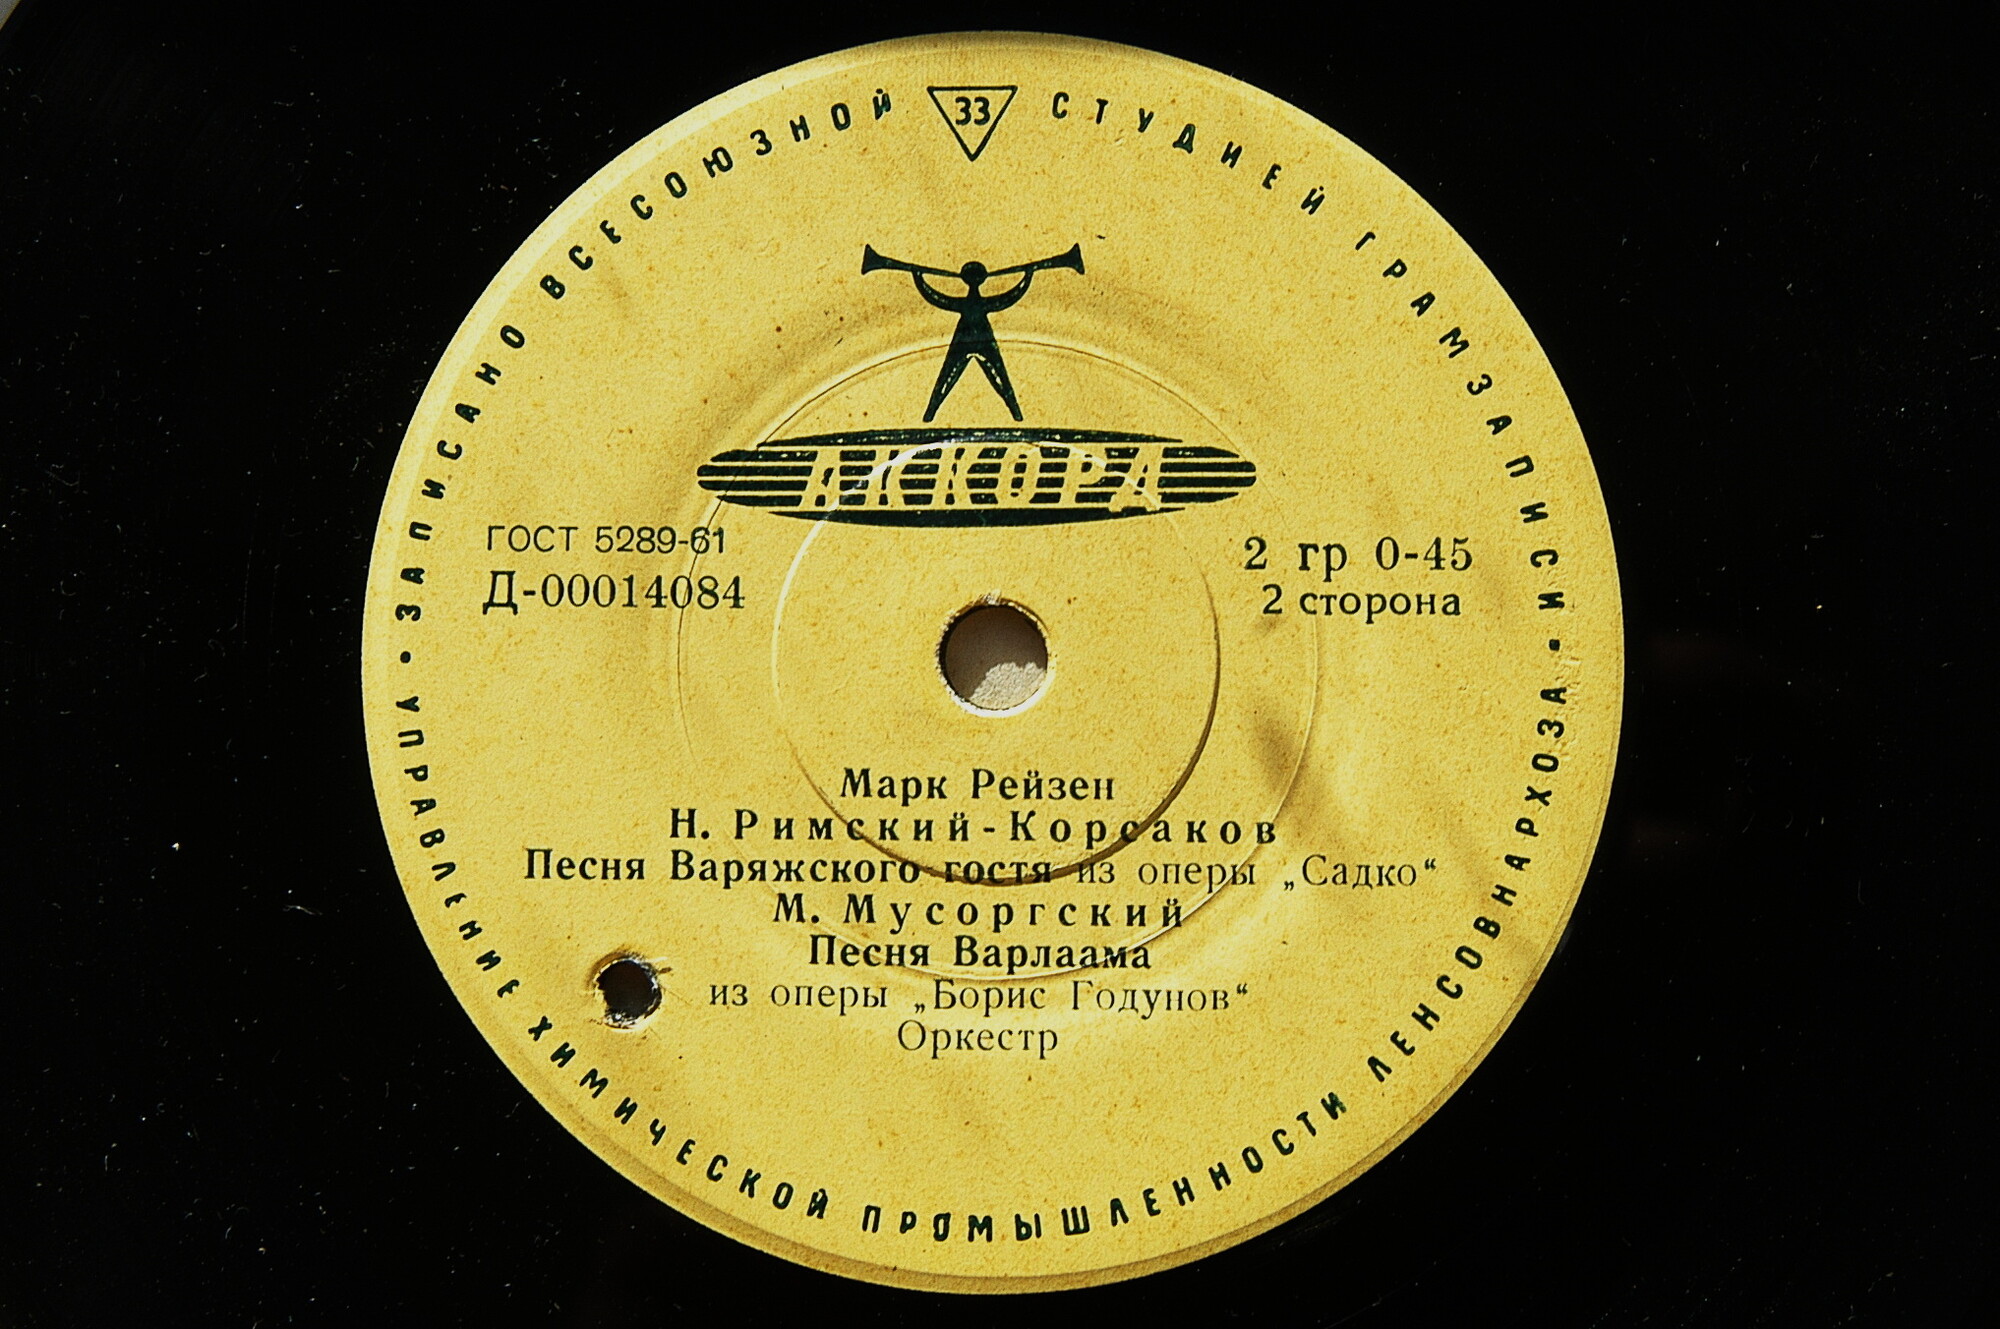 ЗАПИСАНО ВСЕСОЮЗНОЙ СТУДИЕЙ ГРАМЗАПИСИ •
33
АККОРД
ГОСТ 5289-61
Д-00014084
2 гр 0-45
2 сторона
Марк Рейзен
Н. Римский-Корсаков
Песня Варяжского гостя из оперы „Садко“
М. Мусоргский
Песня Варлаама
из оперы „Борис Годунов“
Оркестр
УПРАВЛЕНИЕ ХИМИЧЕСКОЙ ПРОМЫШЛЕННОСТИ ЛЕНСОВНАРХОЗА •